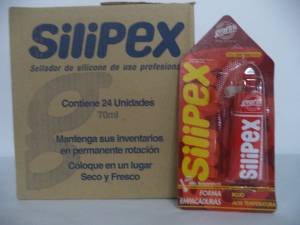 SiliPEX
Sellador de silicone de uso profesional
Contiene 24 Unidades
70ml
Mantenga sus inventarios
en permanente rotación
Coloque en un lugar
Seco y Fresco
SiliPEX
SiliPEX
FORMA
EMPACADURAS
ROJO
ALTA TEMPERATURA